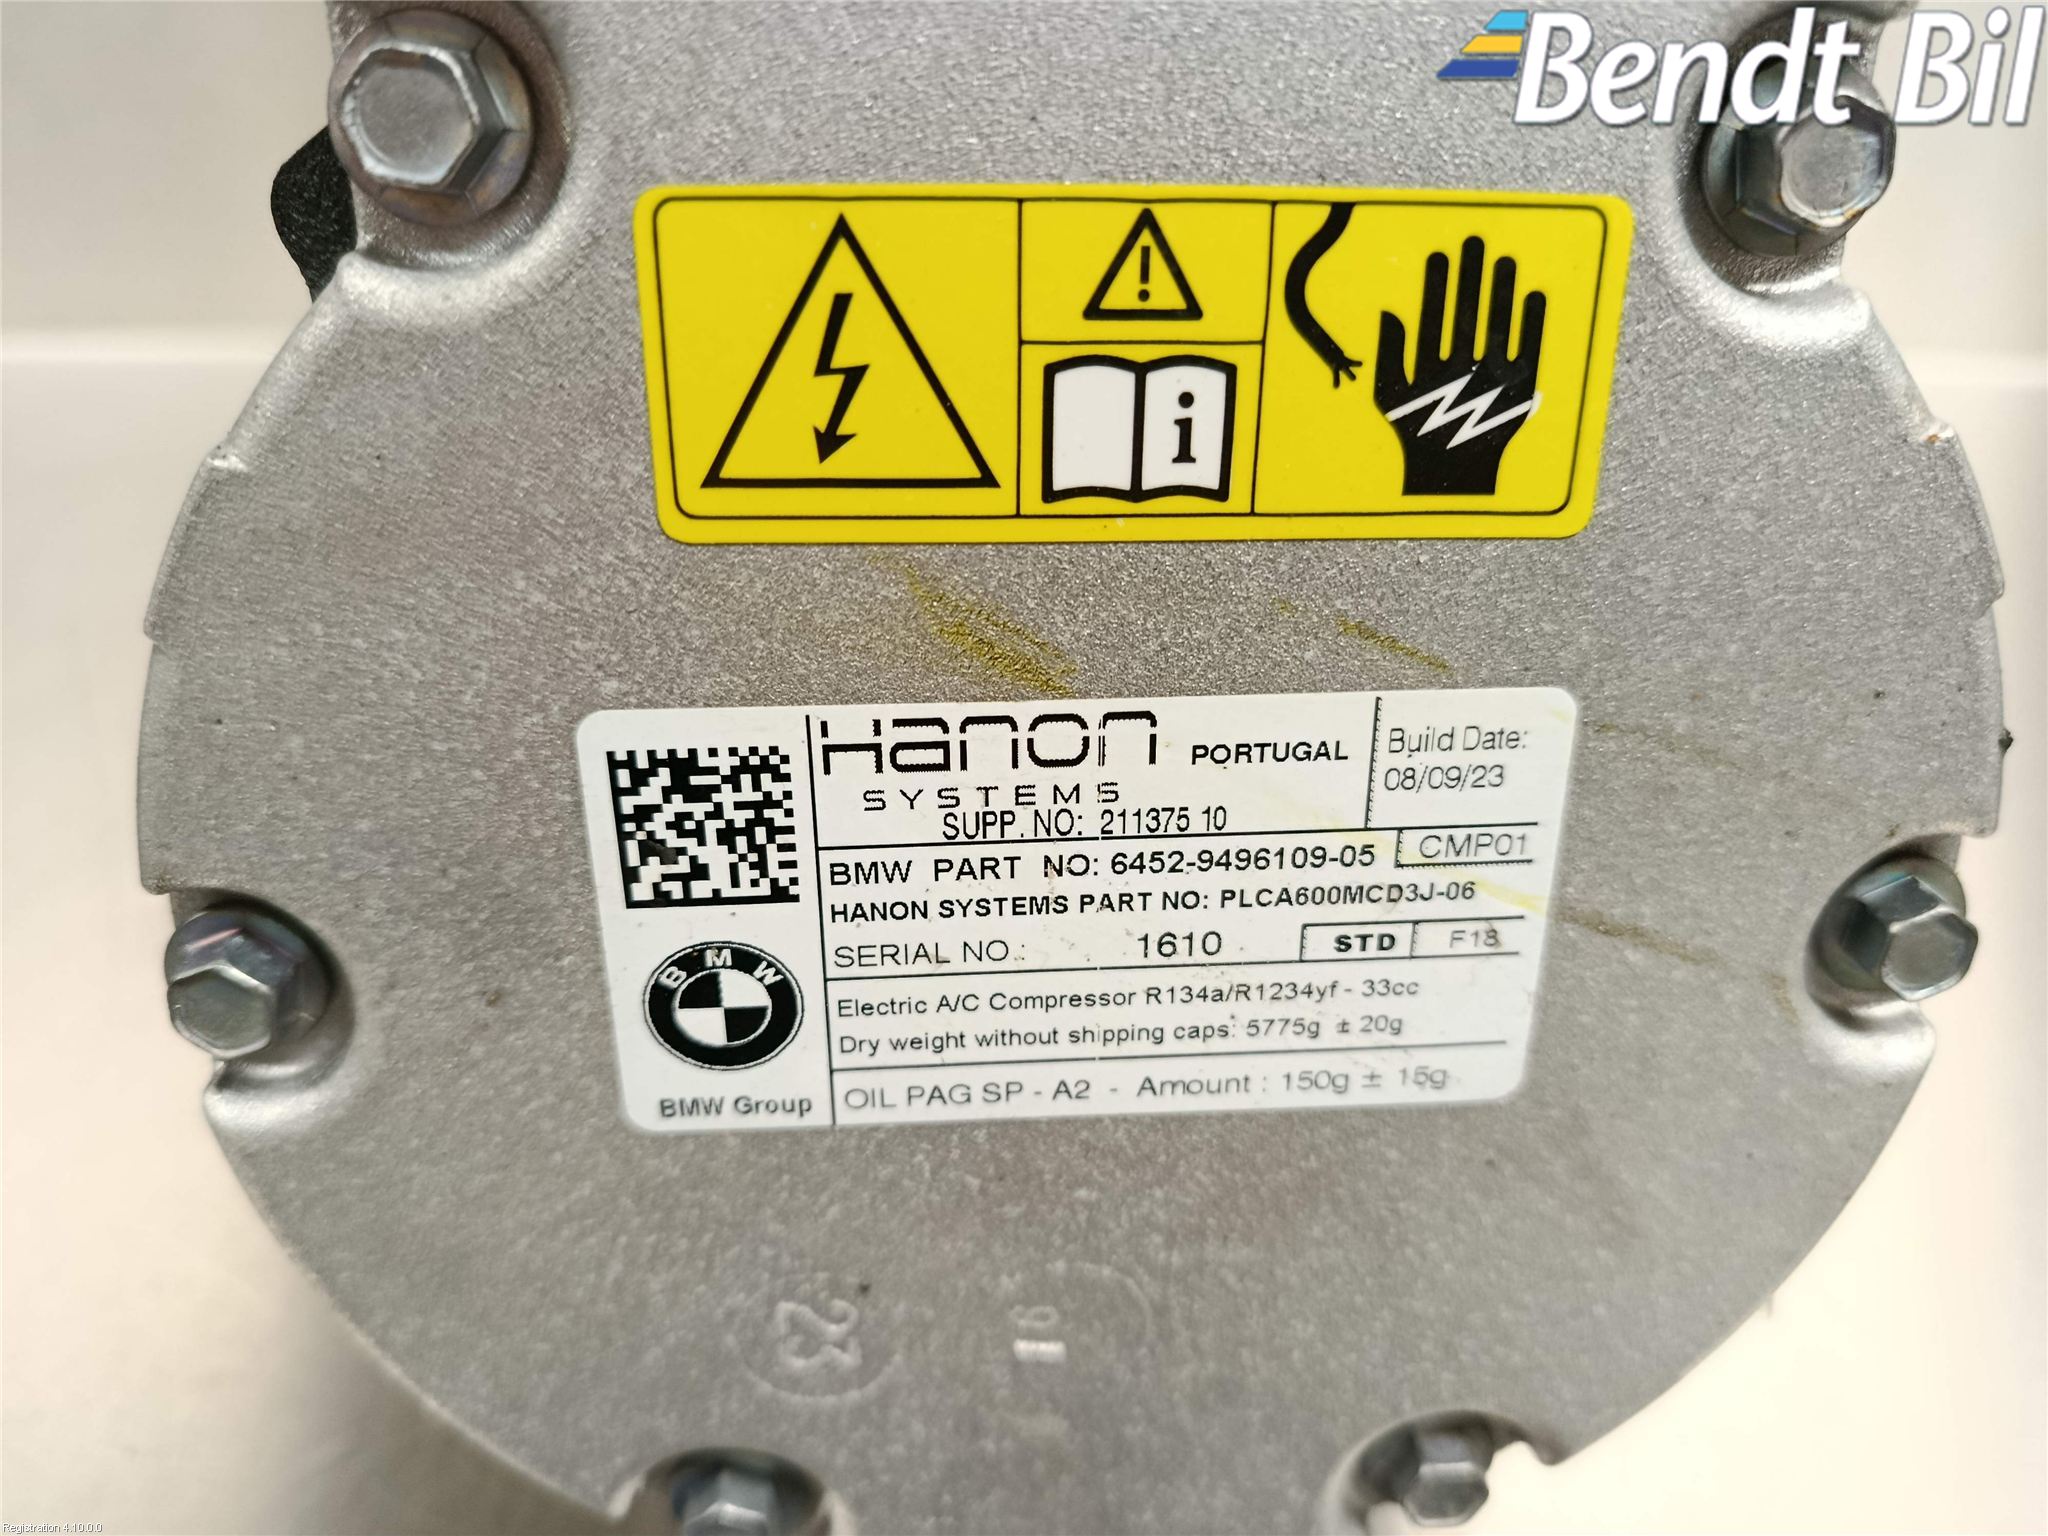 Bendt Bil
Hanon
SYSTEMS
PORTUGAL
Build Date:
08/09/23
SUPP. NO: 211375 10
BMW PART NO: 6452-9496109-05
CMP01
HANON SYSTEMS PART NO: PLCA600MCD3J-06
SERIAL NO.: 1610
STD
F18
Electric A/C Compressor R134a/R1234yf - 33cc
Dry weight without shipping caps: 5775g ± 20g
OIL PAG SP - A2 - Amount : 150g ± 15g
BMW
BMW Group
23
Registration 4.10.0.0